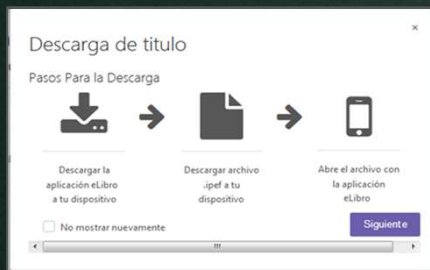 ×
Descarga de titulo
Pasos Para la Descarga
Descargar la
aplicación eLibro
a tu dispositivo
Descargar archivo
.ipef a tu
dispositivo
Abre el archivo con
la aplicación
eLibro
No mostrar nuevamente
Siguiente